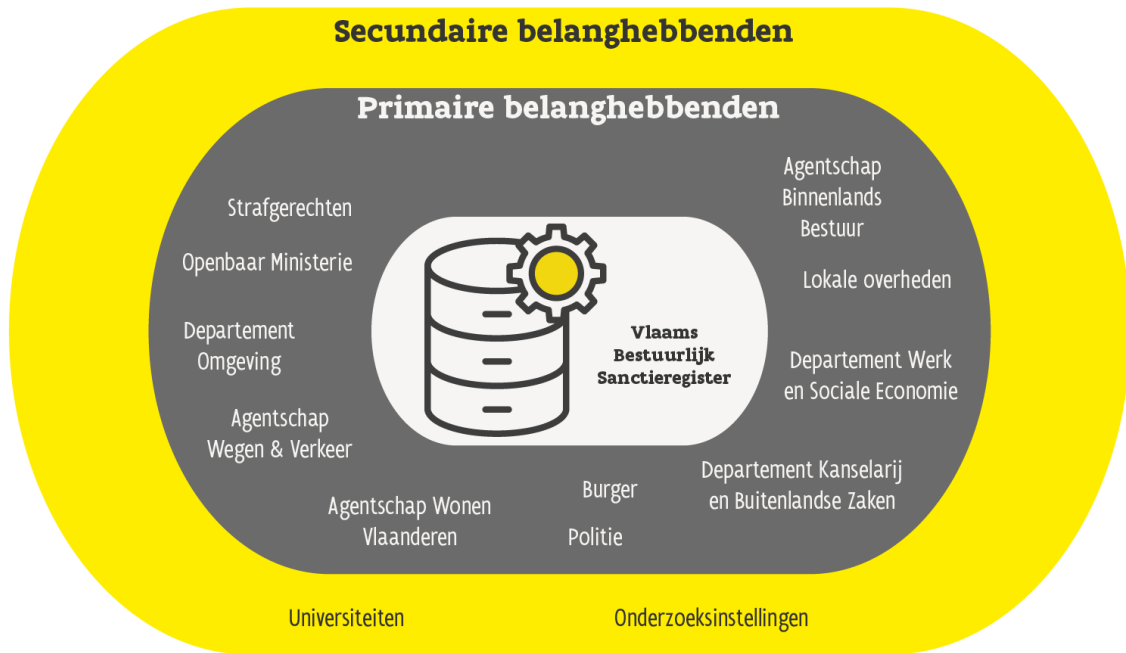 Secundaire belanghebbenden
Primaire belanghebbenden
Strafgerechten
Openbaar Ministerie
Departement
Omgeving
Agentschap
Wegen & Verkeer
Agentschap Wonen
Vlaanderen
Burger
Politie
Departement Kanselarij
en Buitenlandse Zaken
Departement Werk
en Sociale Economie
Lokale overheden
Agentschap
Binnenlands
Bestuur
Vlaams
Bestuurlijk
Sanctieregister
Universiteiten
Onderzoeksinstellingen